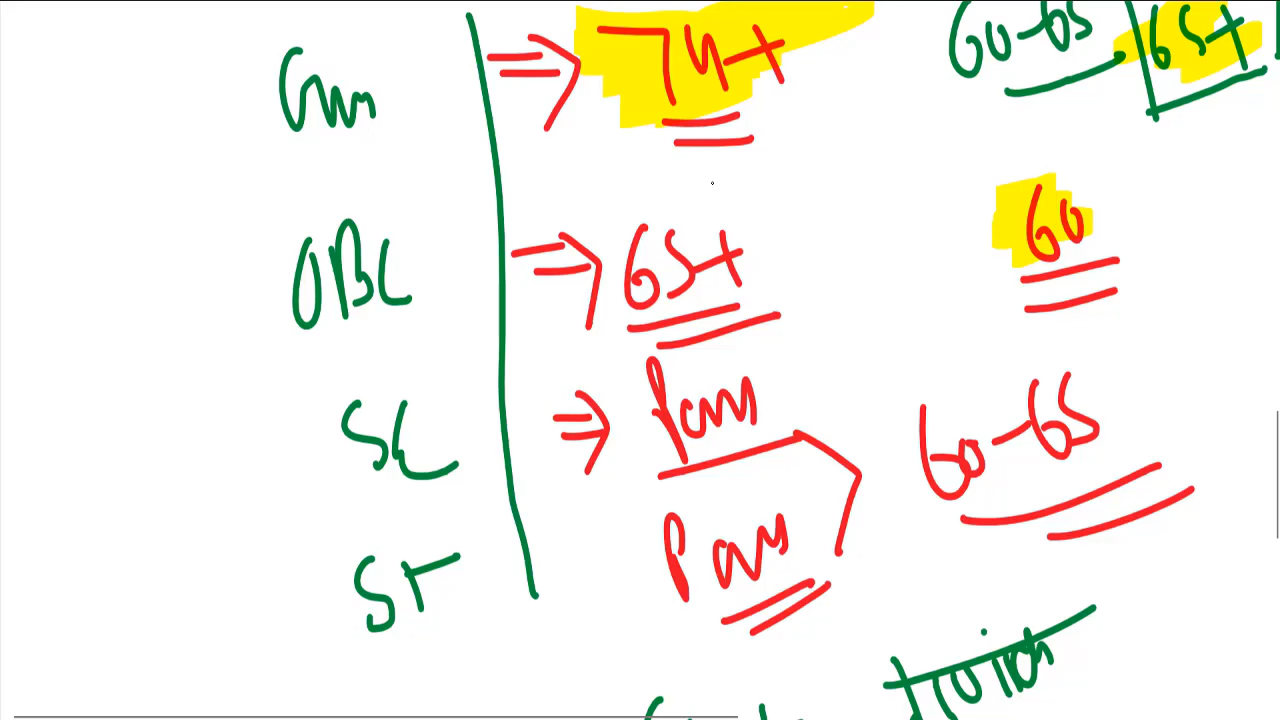 60-65 65+
Gen 74+
60
OBC 65+
SC Pass
60-65
ST Pass